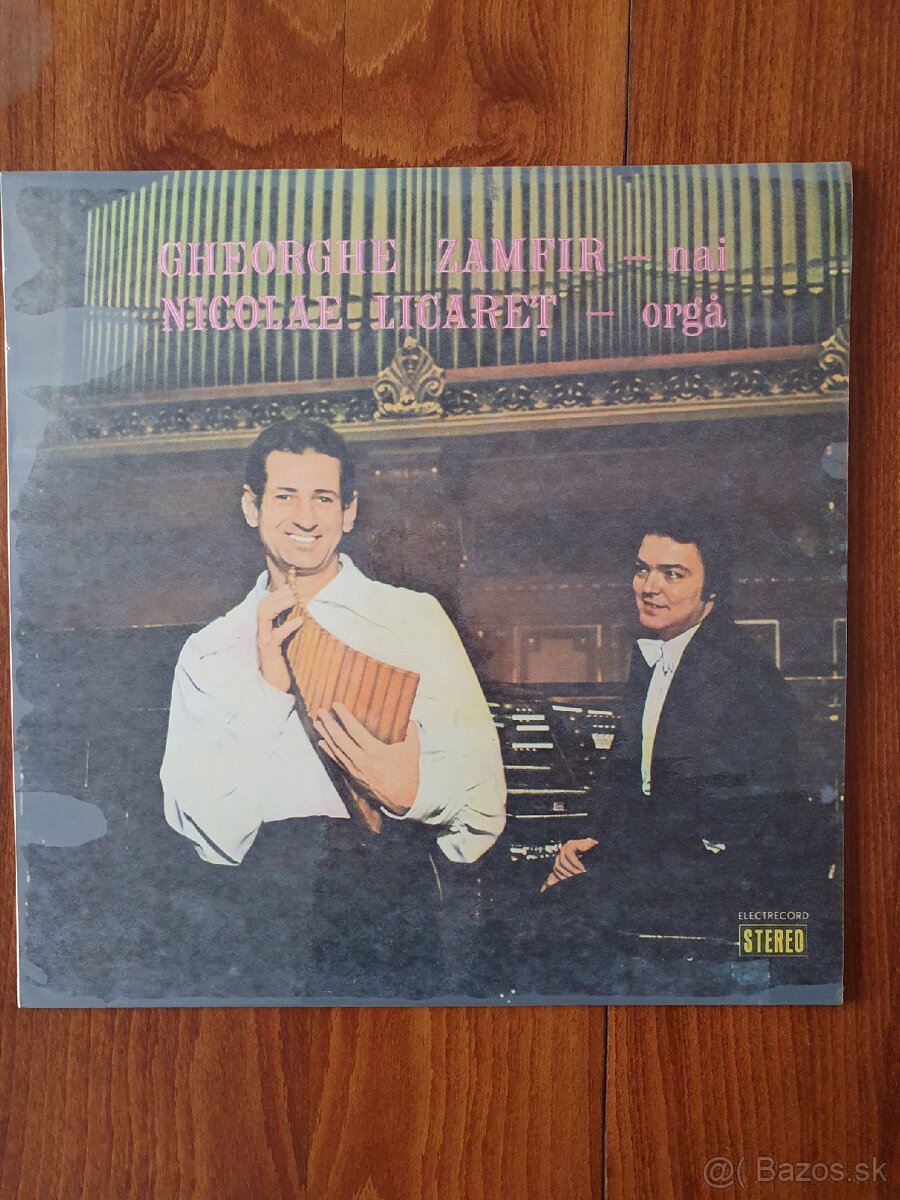 GHEORGHE ZAMFIR – nai
NICOLAE LICAREȚ – orgă
ELECTRECORD
STEREO
@( Bazos.sk